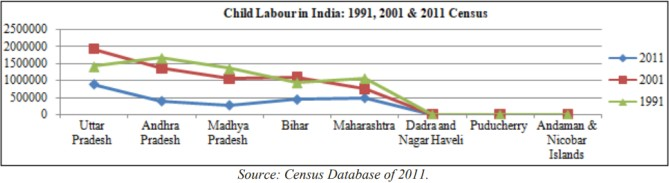 Child Labour in India: 1991, 2001 & 2011 Census
2500000
2000000
1500000
1000000
500000
0
Uttar Pradesh
Andhra Pradesh
Madhya Pradesh
Bihar
Maharashtra
Dadra and Nagar Haveli
Puducherry
Andaman & Nicobar Islands
2011
2001
1991
Source: Census Database of 2011.